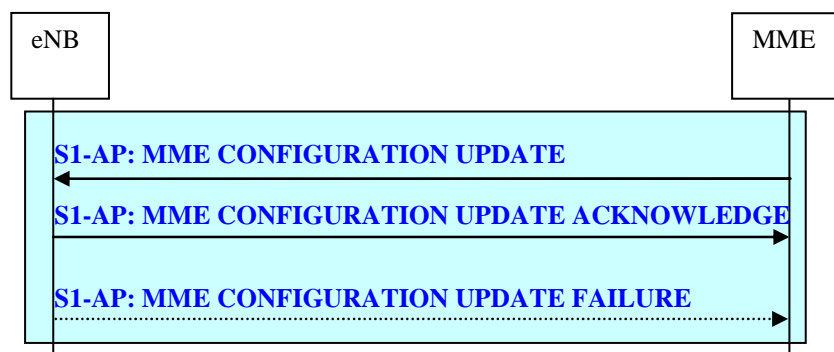 eNB
MME
S1-AP: MME CONFIGURATION UPDATE
S1-AP: MME CONFIGURATION UPDATE ACKNOWLEDGE
S1-AP: MME CONFIGURATION UPDATE FAILURE